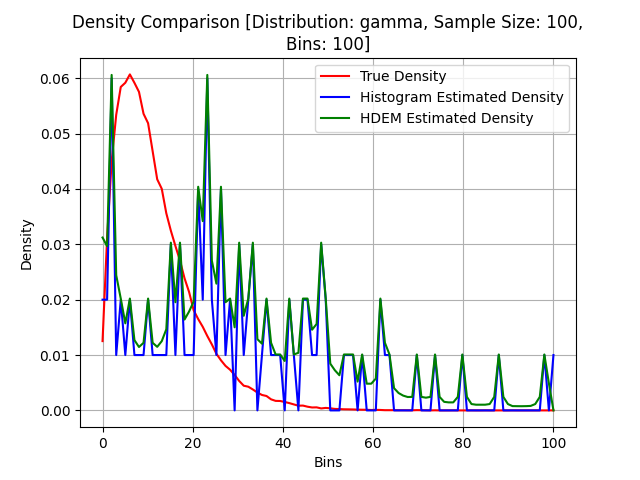 Density Comparison [Distribution: gamma, Sample Size: 100,
Bins: 100]
True Density
Histogram Estimated Density
HDEM Estimated Density
Density
0.06
0.05
0.04
0.03
0.02
0.01
0.00
0 20 40 60 80 100
Bins